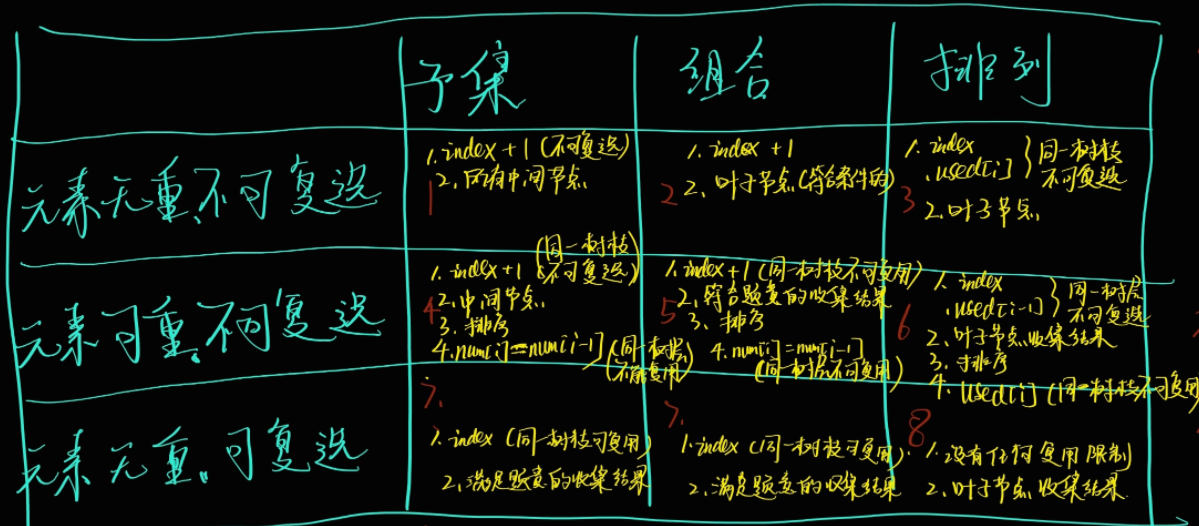 子集 组合 排列
元素无重、不可复选
1. index + 1 (不可复选)
2. 所有中间节点
1
1. index + 1
2. 叶子节点(符合条件的)
2
1. index
.used[i] } 同一树枝
不可复选
2. 叶子节点
3
元素可重、不可复选
(同一树枝
1. index+1 不可复选)
2. 中间节点
3. 排序
4. num[i]=num[i-1] (同一树层
不能复用)
4
1. index+1 (同一树枝不可复用)
2. 符合题意的收集结果
3. 排序
4. num[i]=num[i-1]
(同一树层不可复用)
5
1. index
.used[i-1] } 同一树层
不可复选
2. 叶子节点收集结果
3. 排序
4. used[i] (同一树枝不可复用
6
元素无重、可复选
7.
1. index (同一树枝可复用)
2. 满足题意的收集结果
7.
1. index (同一树枝可复用)
2. 满足题意的收集结果
8
1. 没有任何复用限制
2. 叶子节点收集结果